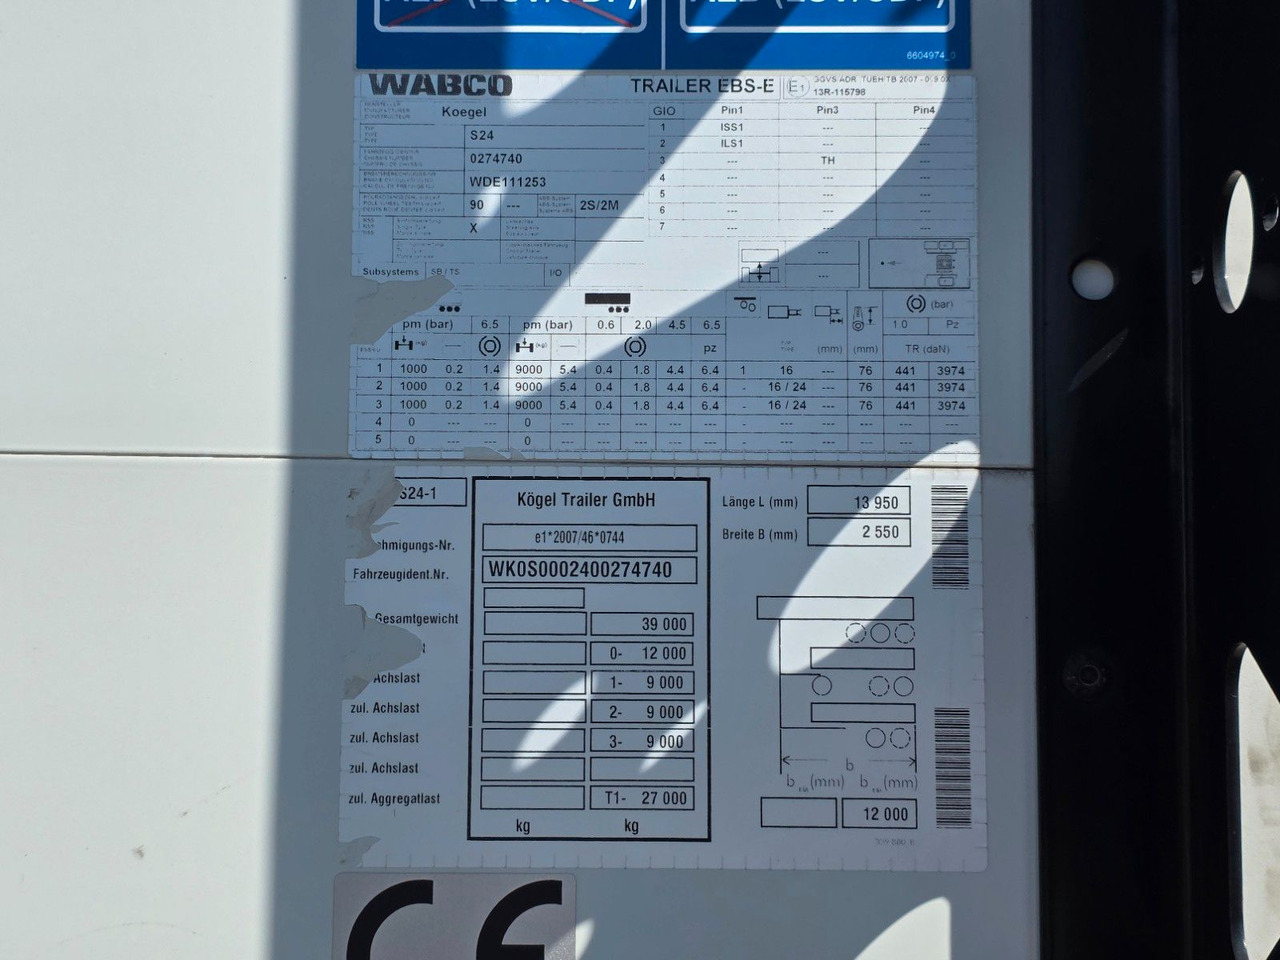 WABCO TRAILER EBS-E E1 GGVS ADR
13R-115798
Koegel
S24
0274740
WDE111253
90 --- 2S/2M
X
Subsystems SB / TS I/O
GIO Pin1 Pin3 Pin4
1 ISS1 --- ---
2 ILS1 --- ---
3 --- TH ---
4 --- --- ---
5 --- --- ---
6 --- --- ---
7 --- --- ---
pm (bar) 6.5 pm (bar) 0.6 2.0 4.5 6.5 (bar)
1 0 Pz
pz (mm) (mm) TR (daN)
1 1000 0.2 1.4 9000 5.4 0.4 1.8 4.4 6.4 1 16 --- 76 441 3974
2 1000 0.2 1.4 9000 5.4 0.4 1.8 4.4 6.4 - 16 / 24 --- 76 441 3974
3 1000 0.2 1.4 9000 5.4 0.4 1.8 4.4 6.4 - 16 / 24 --- 76 441 3974
4 0 --- --- 0 --- --- --- --- --- - --- --- --- --- ---
5 0 --- --- 0 --- --- --- --- --- - --- --- --- --- ---
6604974_0
S24-1
Kögel Trailer GmbH
hmigungs-Nr. e1*2007/46*0744
Fahrzeugident.Nr. WK0S0002400274740
Gesamtgewicht 39 000
0- 12 000
Achslast 1- 9 000
zul. Achslast 2- 9 000
zul. Achslast 3- 9 000
zul. Achslast
zul. Aggregatlast T1- 27 000
kg kg
Länge L (mm) 13 950
Breite B (mm) 2 550
b
b (mm) b (mm)
12 000
CE